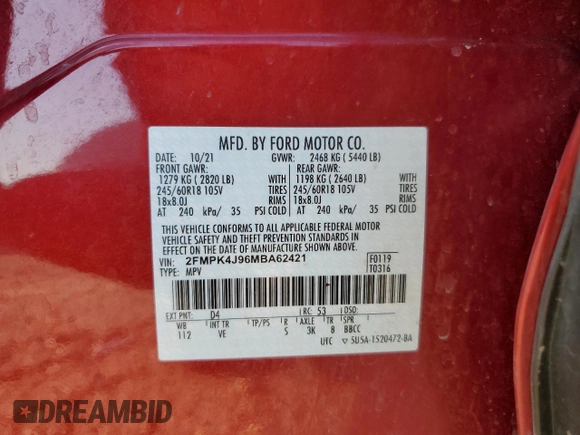 MFD. BY FORD MOTOR CO.
10/21 GVWR: 2468 KG ( 5440 LB)
FRONT GAWR: REAR GAWR:
1279 KG ( 2820 LB) WITH 1198 KG ( 2640 LB) WITH
245/60R18 105V TIRES 245/60R18 105V TIRES
18x8.0J RIMS 18x8.0J RIMS
AT 240 kPa/ 35 PSI COLD AT 240 kPa/ 35 PSI COLD
THIS VEHICLE CONFORMS TO ALL APPLICABLE FEDERAL MOTOR
VEHICLE SAFETY AND THEFT PREVENTION STANDARDS IN
EFFECT ON THE DATE OF MANUFACTURE SHOWN ABOVE.
VIN: 2FMPK4J96MBA62421 F0119
TYPE: MPV T0316
EXT PNT: D4 RC: 53 DSO:
WB INT TR TP/PS R AXLE TR SPR
112 VE S 3K 8 BBCC
UFC ▽ 5U5A-1520472-BA
DREAMBID